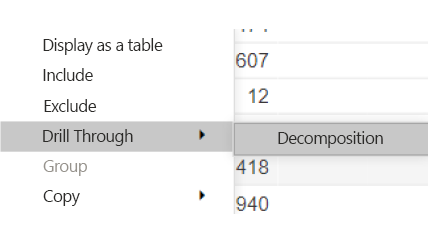 Display as a table
607
Include
12
Exclude
Drill Through
Decomposition
Group
418
Copy
940